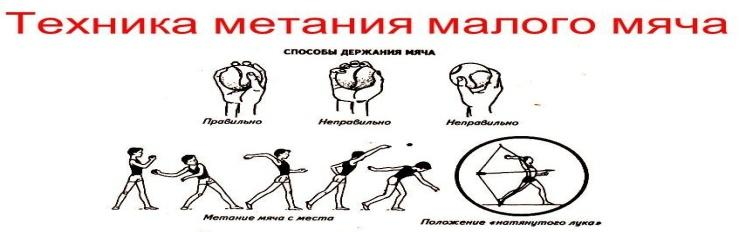 Техника метания малого мяча
СПОСОБЫ ДЕРЖАНИЯ МЯЧА
Правильно Неправильно Неправильно
Метание мяча с места
Положение «натянутого лука»